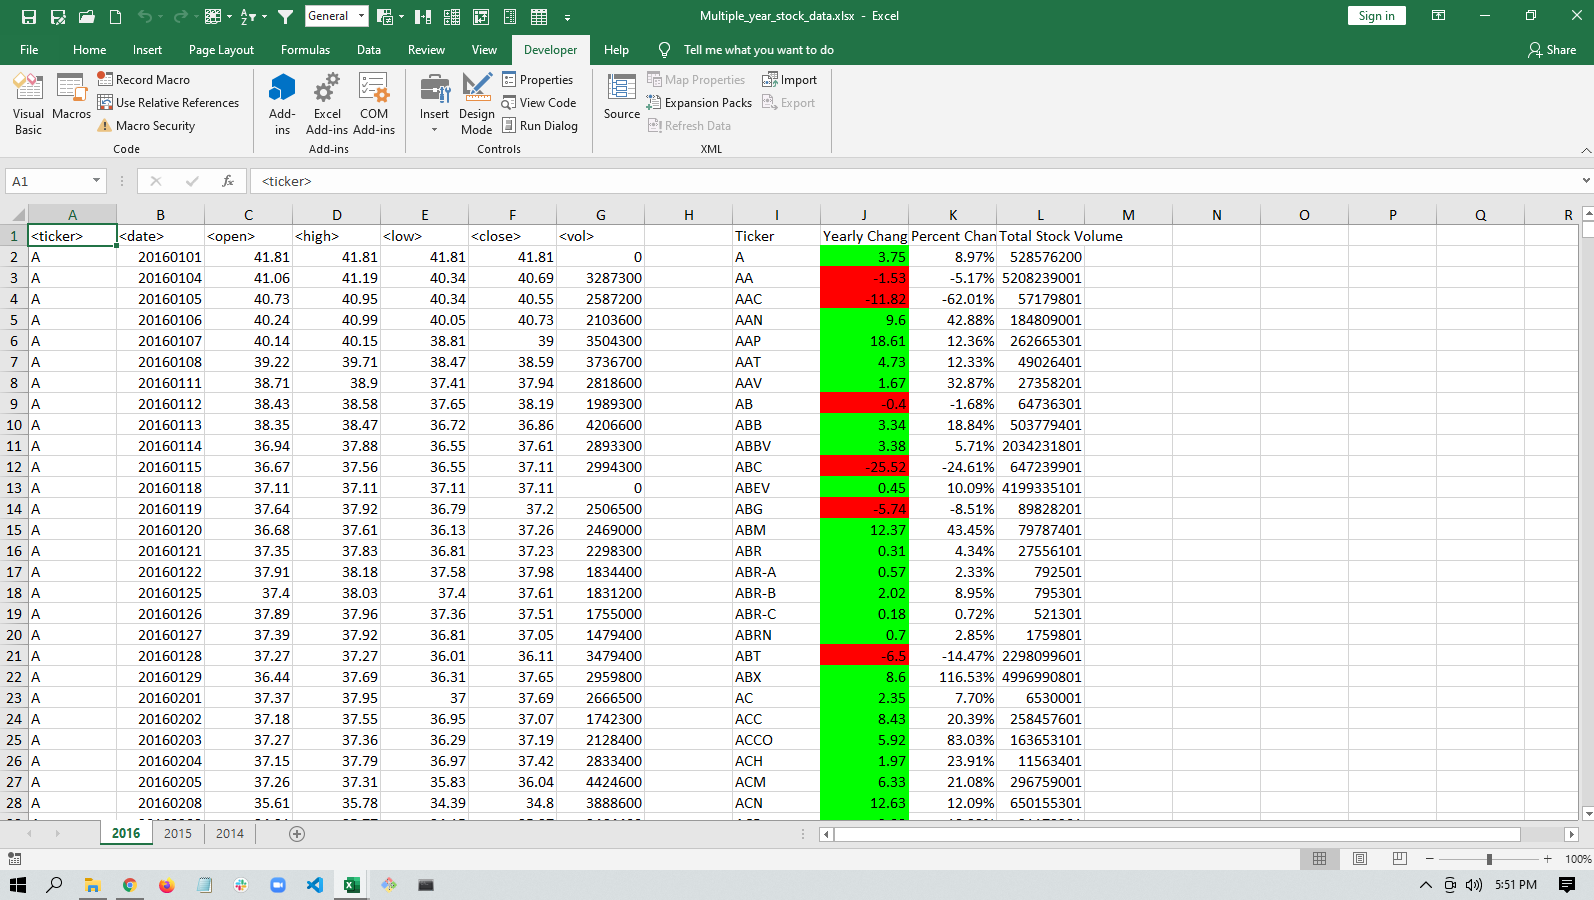 General
Multiple_year_stock_data.xlsx - Excel
Sign in
File Home Insert Page Layout Formulas Data Review View Developer Help Tell me what you want to do Share
Visual Basic
Macros
Record Macro
Use Relative References
Macro Security
Code
Add-ins
Excel Add-ins
COM Add-ins
Add-ins
Insert
Design Mode
Properties
View Code
Run Dialog
Controls
Source
Map Properties
Expansion Packs
Refresh Data
Import
Export
XML
A1 fx <ticker>
A B C D E F G H I J K L M N O P Q R
1 <ticker> <date> <open> <high> <low> <close> <vol> Ticker Yearly Chang Percent Chan Total Stock Volume
2 A 20160101 41.81 41.81 41.81 41.81 0 A 3.75 8.97% 528576200
3 A 20160104 41.06 41.19 40.34 40.69 3287300 AA -1.53 -5.17% 5208239001
4 A 20160105 40.73 40.95 40.34 40.55 2587200 AAC -11.82 -62.01% 57179801
5 A 20160106 40.24 40.99 40.05 40.73 2103600 AAN 9.6 42.88% 184809001
6 A 20160107 40.14 40.15 38.81 39 3504300 AAP 18.61 12.36% 262665301
7 A 20160108 39.22 39.71 38.47 38.59 3736700 AAT 4.73 12.33% 49026401
8 A 20160111 38.71 38.9 37.41 37.94 2818600 AAV 1.67 32.87% 27358201
9 A 20160112 38.43 38.58 37.65 38.19 1989300 AB -0.4 -1.68% 64736301
10 A 20160113 38.35 38.47 36.72 36.86 4206600 ABB 3.34 18.84% 503779401
11 A 20160114 36.94 37.88 36.55 37.61 2893300 ABBV 3.38 5.71% 2034231801
12 A 20160115 36.67 37.56 36.55 37.11 2994300 ABC -25.52 -24.61% 647239901
13 A 20160118 37.11 37.11 37.11 37.11 0 ABEV 0.45 10.09% 4199335101
14 A 20160119 37.64 37.92 36.79 37.2 2506500 ABG -5.74 -8.51% 89828201
15 A 20160120 36.68 37.61 36.13 37.26 2469000 ABM 12.37 43.45% 79787401
16 A 20160121 37.35 37.83 36.81 37.23 2298300 ABR 0.31 4.34% 27556101
17 A 20160122 37.91 38.18 37.58 37.98 1834400 ABR-A 0.57 2.33% 792501
18 A 20160125 37.4 38.03 37.4 37.61 1831200 ABR-B 2.02 8.95% 795301
19 A 20160126 37.89 37.96 37.36 37.51 1755000 ABR-C 0.18 0.72% 521301
20 A 20160127 37.39 37.92 36.81 37.05 1479400 ABRN 0.7 2.85% 1759801
21 A 20160128 37.27 37.27 36.01 36.11 3479400 ABT -6.5 -14.47% 2298099601
22 A 20160129 36.44 37.69 36.31 37.65 2959800 ABX 8.6 116.53% 4996990801
23 A 20160201 37.37 37.95 37 37.69 2666500 AC 2.35 7.70% 6530001
24 A 20160202 37.18 37.55 36.95 37.07 1742300 ACC 8.43 20.39% 258457601
25 A 20160203 37.27 37.36 36.29 37.19 2128400 ACCO 5.92 83.03% 163653101
26 A 20160204 37.15 37.79 36.97 37.42 2833400 ACH 1.97 23.91% 11563401
27 A 20160205 37.26 37.31 35.83 36.04 4424600 ACM 6.33 21.08% 296759001
28 A 20160208 35.61 35.78 34.39 34.8 3888600 ACN 12.63 12.09% 650155301
2016 2015 2014
100%
5:51 PM